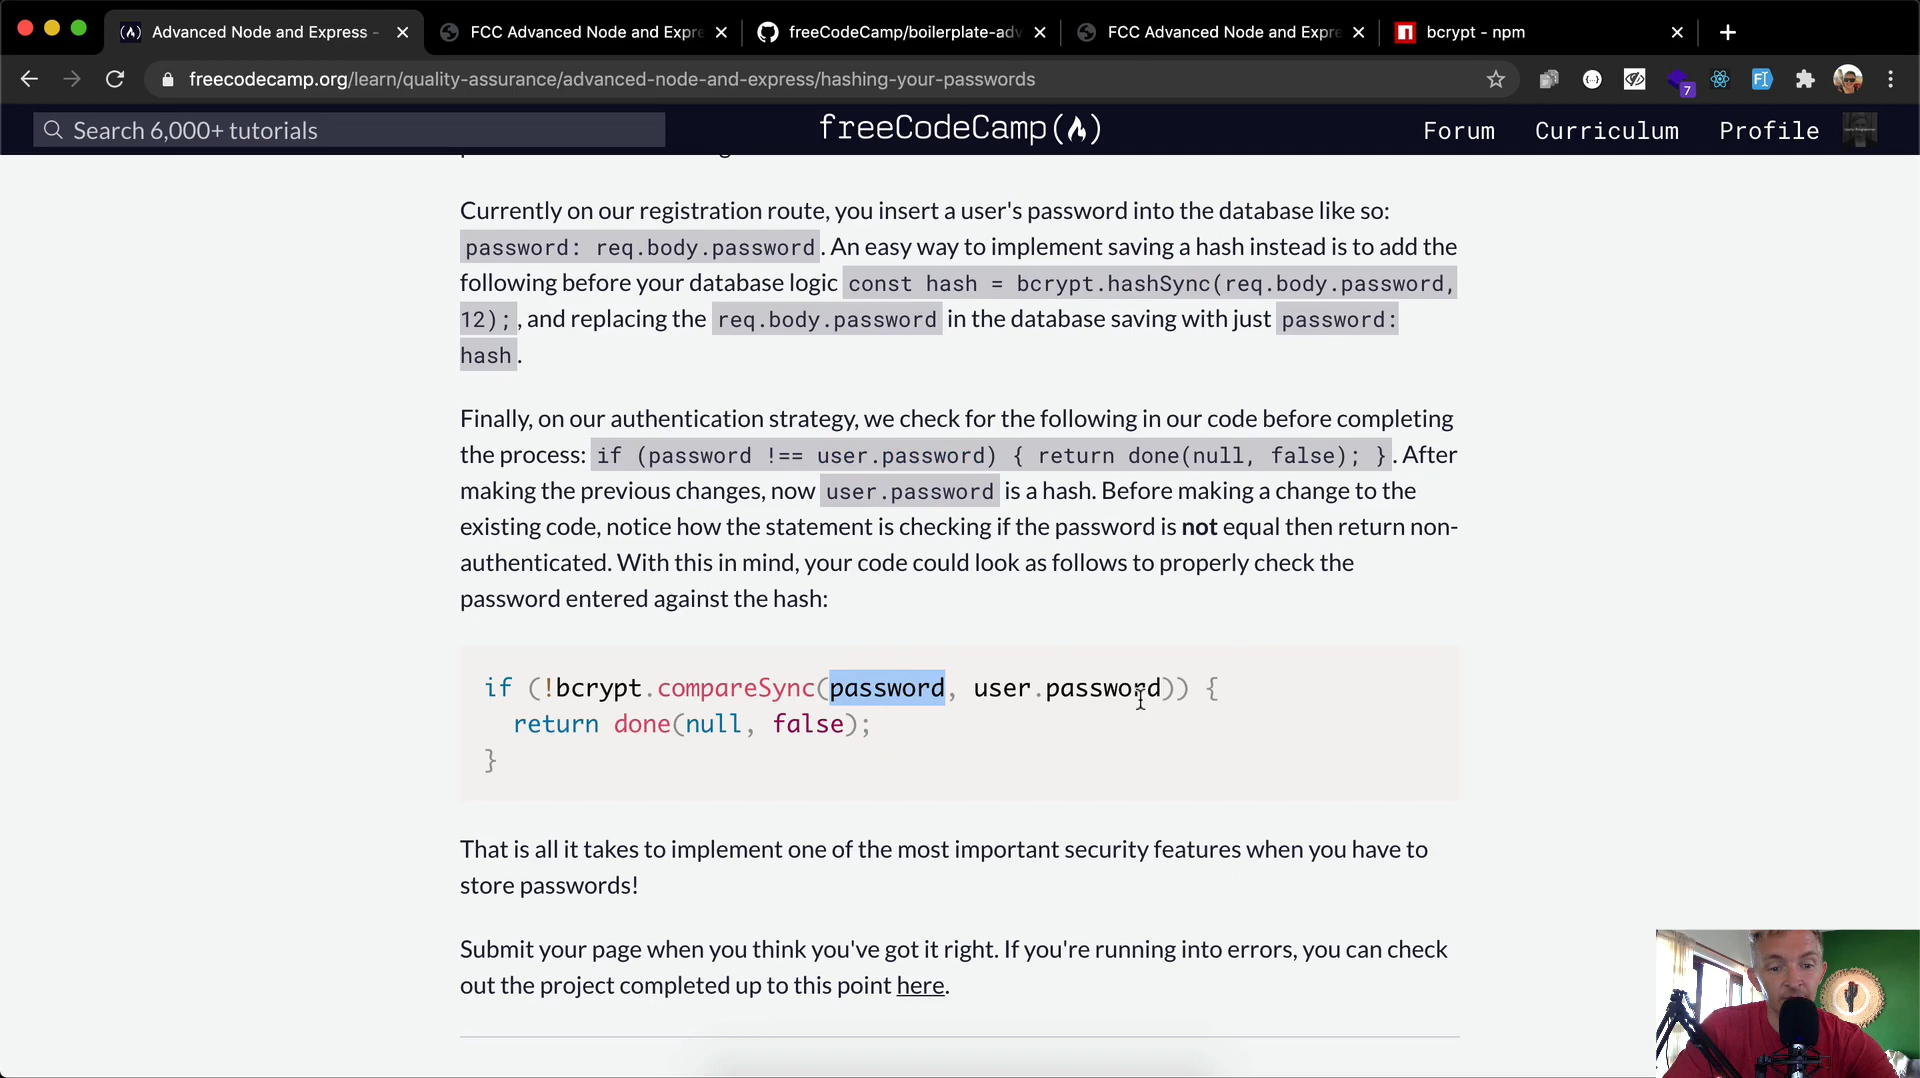 Advanced Node and Express -
FCC Advanced Node and Expre
freeCodeCamp/boilerplate-adv
FCC Advanced Node and Expre
bcrypt - npm
freecodecamp.org/learn/quality-assurance/advanced-node-and-express/hashing-your-passwords
7
Search 6,000+ tutorials
freeCodeCamp
Forum
Curriculum
Profile
Currently on our registration route, you insert a user's password into the database like so:
password: req.body.password. An easy way to implement saving a hash instead is to add the
following before your database logic const hash = bcrypt.hashSync(req.body.password,
12);, and replacing the req.body.password in the database saving with just password:
hash.
Finally, on our authentication strategy, we check for the following in our code before completing
the process: if (password !== user.password) { return done(null, false); }. After
making the previous changes, now user.password is a hash. Before making a change to the
existing code, notice how the statement is checking if the password is not equal then return non-
authenticated. With this in mind, your code could look as follows to properly check the
password entered against the hash:
if (!bcrypt.compareSync(password, user.password)) {
return done(null, false);
}
That is all it takes to implement one of the most important security features when you have to
store passwords!
Submit your page when you think you've got it right. If you're running into errors, you can check
out the project completed up to this point here.